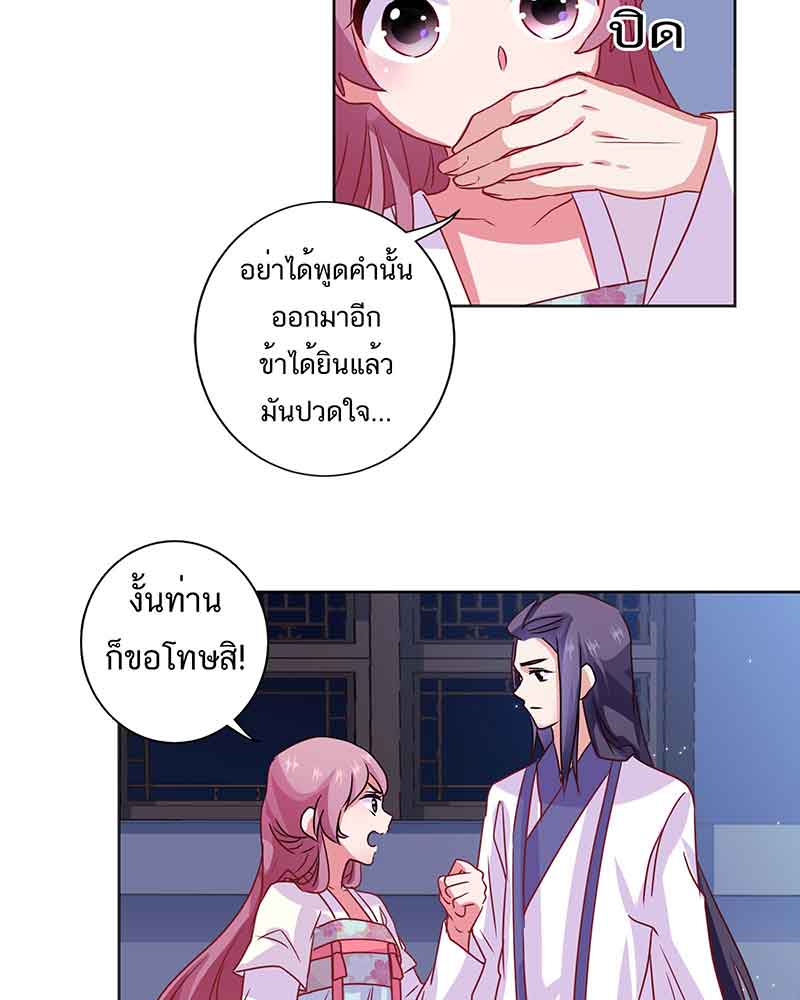 ปิด
อย่าได้พูดคำนั้น
ออกมาอีก
ข้าได้ยินแล้ว
มันปวดใจ...
งั้นท่าน
ก็ขอโทษสิ!